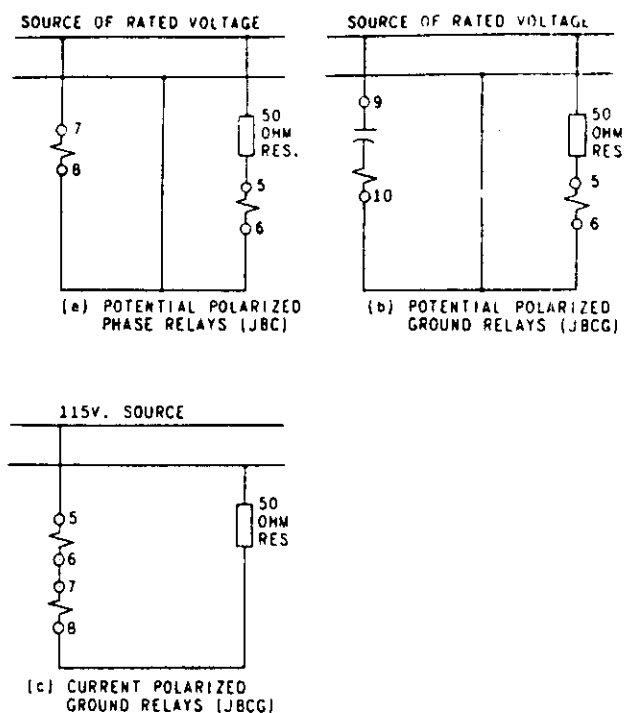 SOURCE OF RATED VOLTAGE
7
8
50
OHM
RES.
5
6
(a) POTENTIAL POLARIZED
PHASE RELAYS (JBC)
SOURCE OF RATED VOLTAGE
9
10
50
OHM
RES
5
6
(b) POTENTIAL POLARIZED
GROUND RELAYS (JBCG)
115V. SOURCE
5
6
7
8
50
OHM
RES
(c) CURRENT POLARIZED
GROUND RELAYS (JBCG)